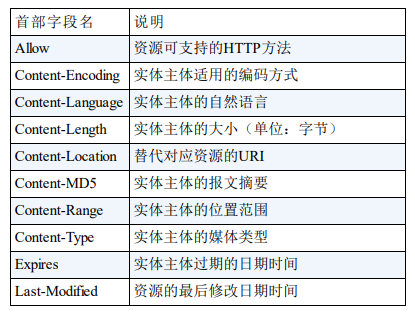 首部字段名 说明
Allow 资源可支持的HTTP方法
Content-Encoding 实体主体适用的编码方式
Content-Language 实体主体的自然语言
Content-Length 实体主体的大小（单位：字节）
Content-Location 替代对应资源的URI
Content-MD5 实体主体的报文摘要
Content-Range 实体主体的位置范围
Content-Type 实体主体的媒体类型
Expires 实体主体过期的日期时间
Last-Modified 资源的最后修改日期时间